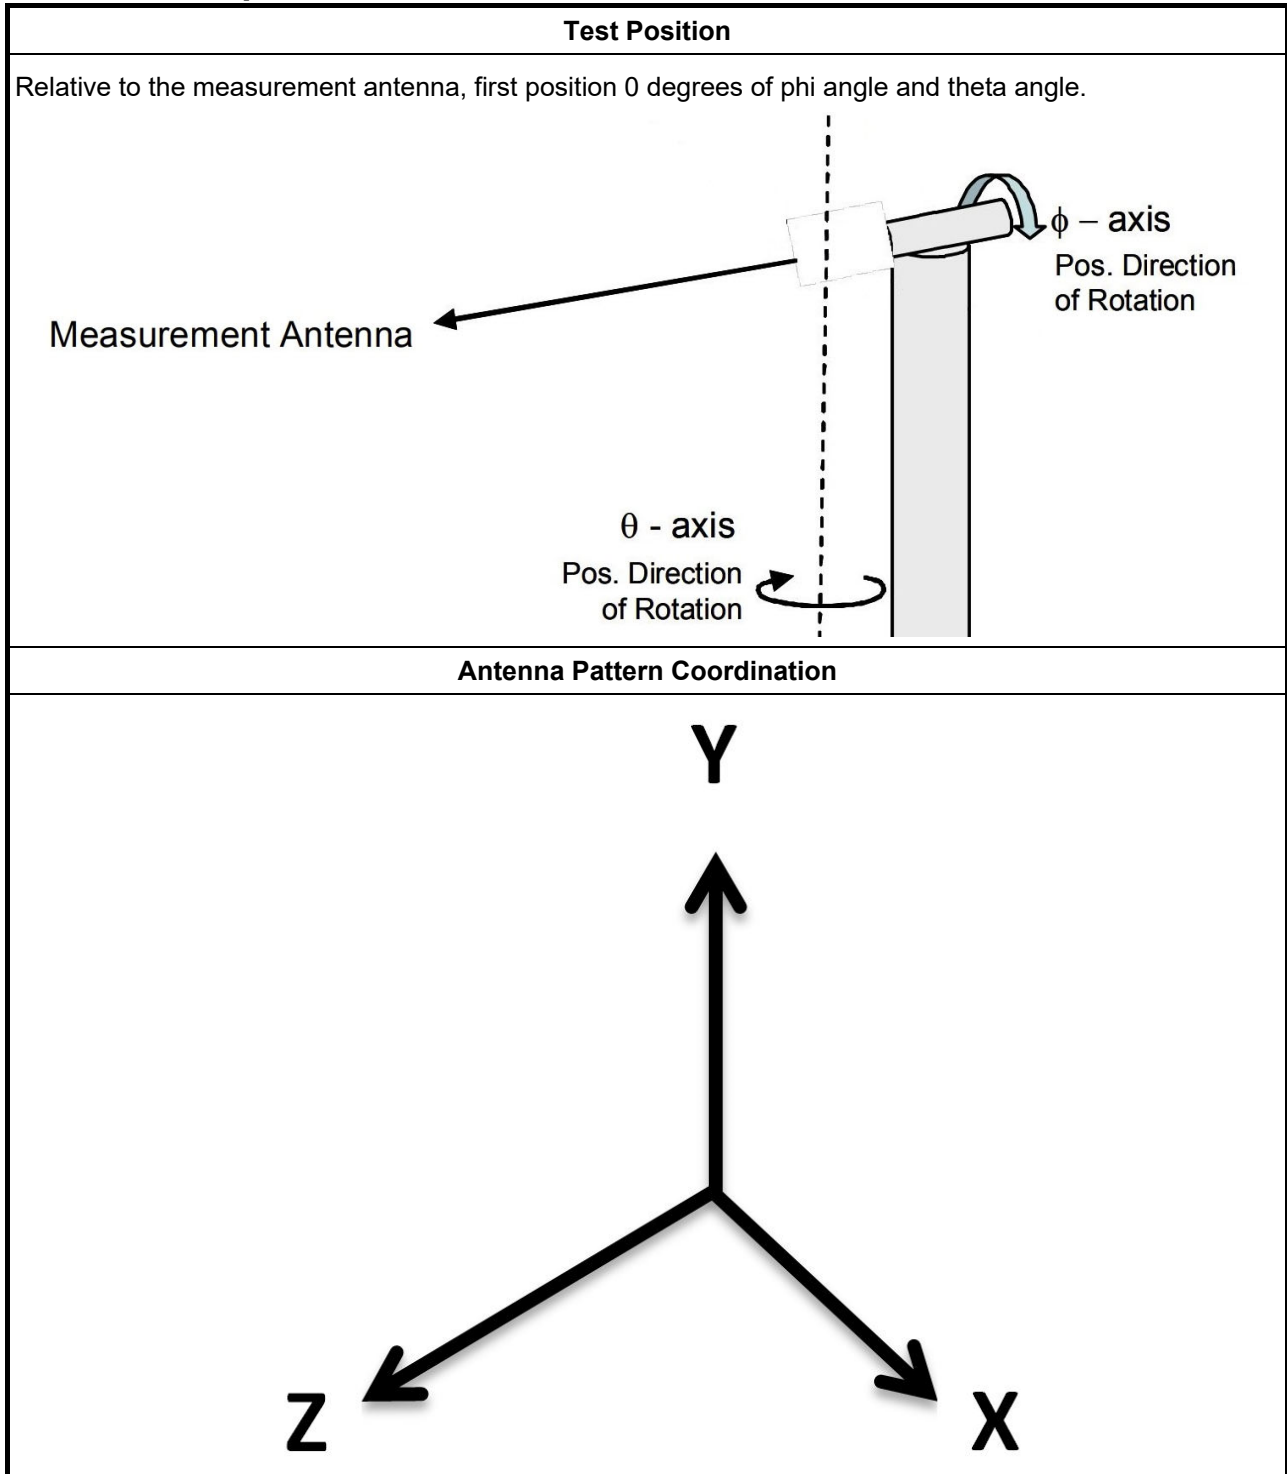 Test Position
Relative to the measurement antenna, first position 0 degrees of phi angle and theta angle.
ϕ – axis
Pos. Direction
of Rotation
Measurement Antenna
θ - axis
Pos. Direction
of Rotation
Antenna Pattern Coordination
Y
Z
X